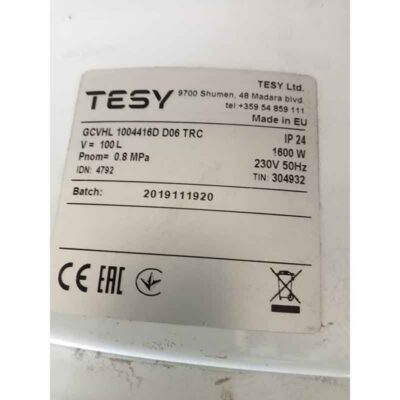 TESY
TESY Ltd.
9700 Shumen, 48 Madara blvd.
tel +359 54 859 111
Made in EU
GCVHL 1004416D D06 TRC
IP 24
V = 100 L
1600 W
Pnom= 0.8 MPa
230V 50Hz
IDN: 4792
TIN: 304932
Batch: 2019111920
CE EAC